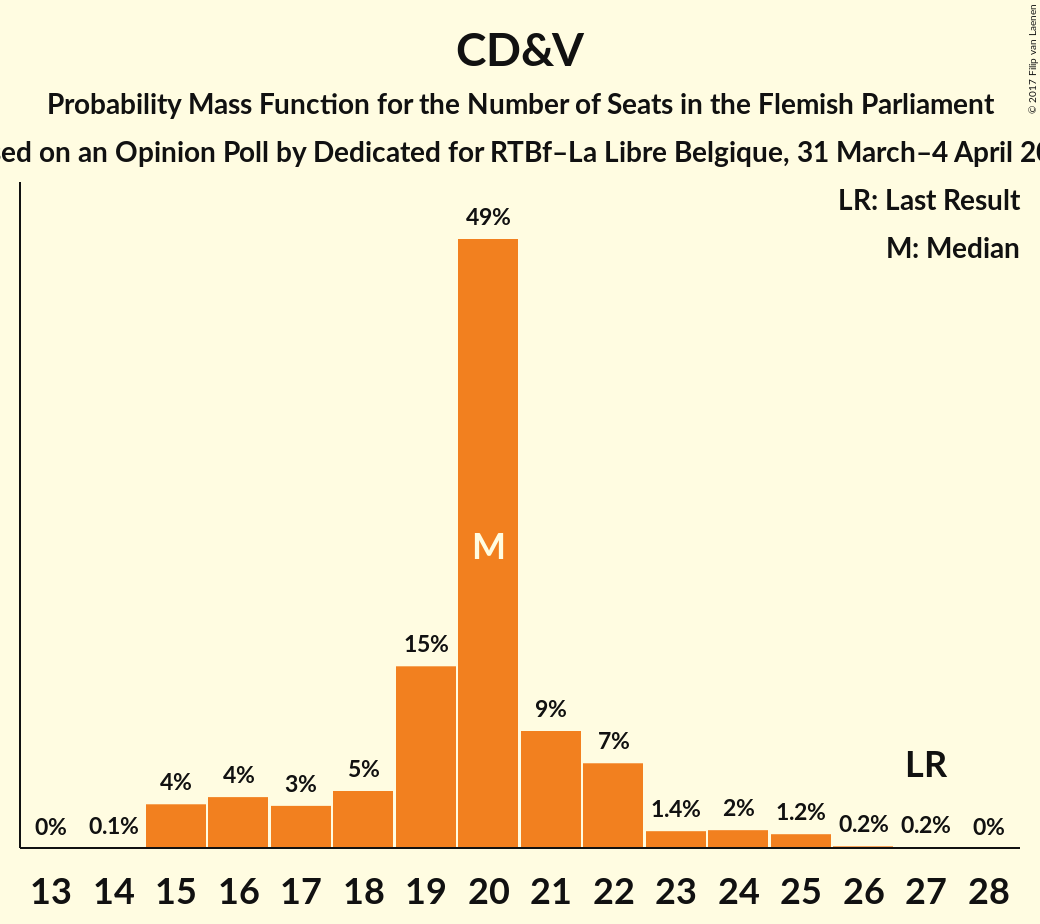 CD&V
Probability Mass Function for the Number of Seats in the Flemish Parliament
on an Opinion Poll by Dedicated for RTBf–La Libre Belgique, 31 March–4 April
LR: Last Result
M: Median
49%
M
15%
9%
7%
5%
4%
4%
3%
LR
1.4%
2%
1.2%
0.2%
0.2%
0%
0%
0.1%
13 14 15 16 17 18 19 20 21 22 23 24 25 26 27 28
© 2017 Filip van Laenen